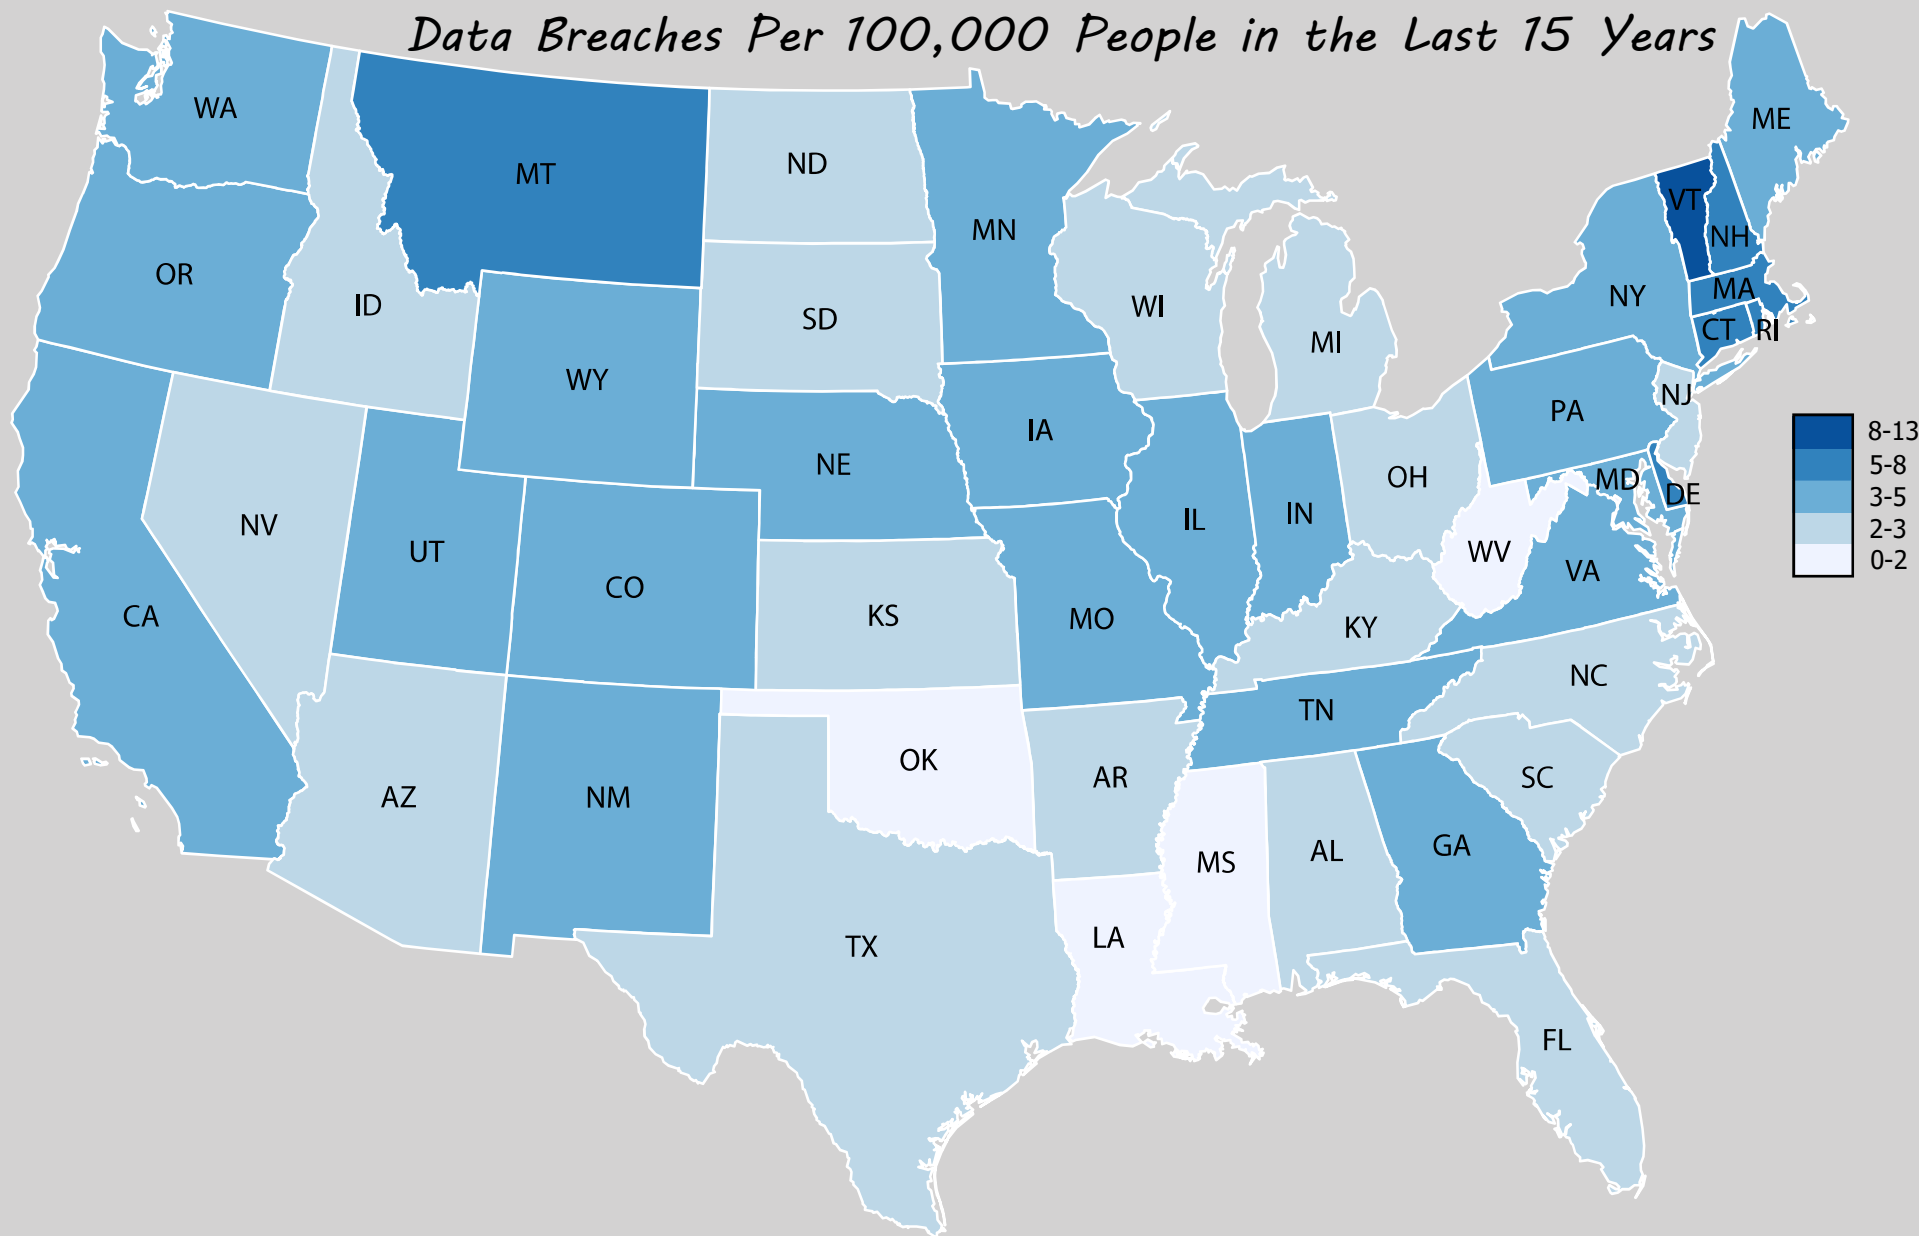 Data Breaches Per 100,000 People in the Last 15 Years
WA
MT
ND
MN
ME
VT
NH
OR
ID
SD
WI
MI
NY
MA
CT
RI
WY
NJ
PA
IA
NE
OH
MD
DE
NV
UT
CO
IL
IN
WV
VA
CA
KS
MO
KY
NC
TN
OK
AR
SC
AZ
NM
MS
AL
GA
TX
LA
FL
8-13
5-8
3-5
2-3
0-2